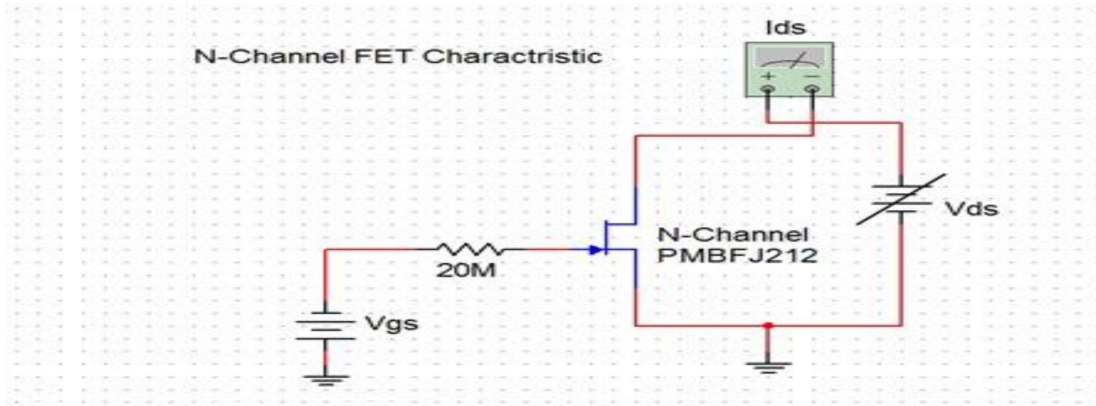 Ids
N-Channel FET Charactristic
+ −
Vds
N-Channel
PMBFJ212
20M
Vgs